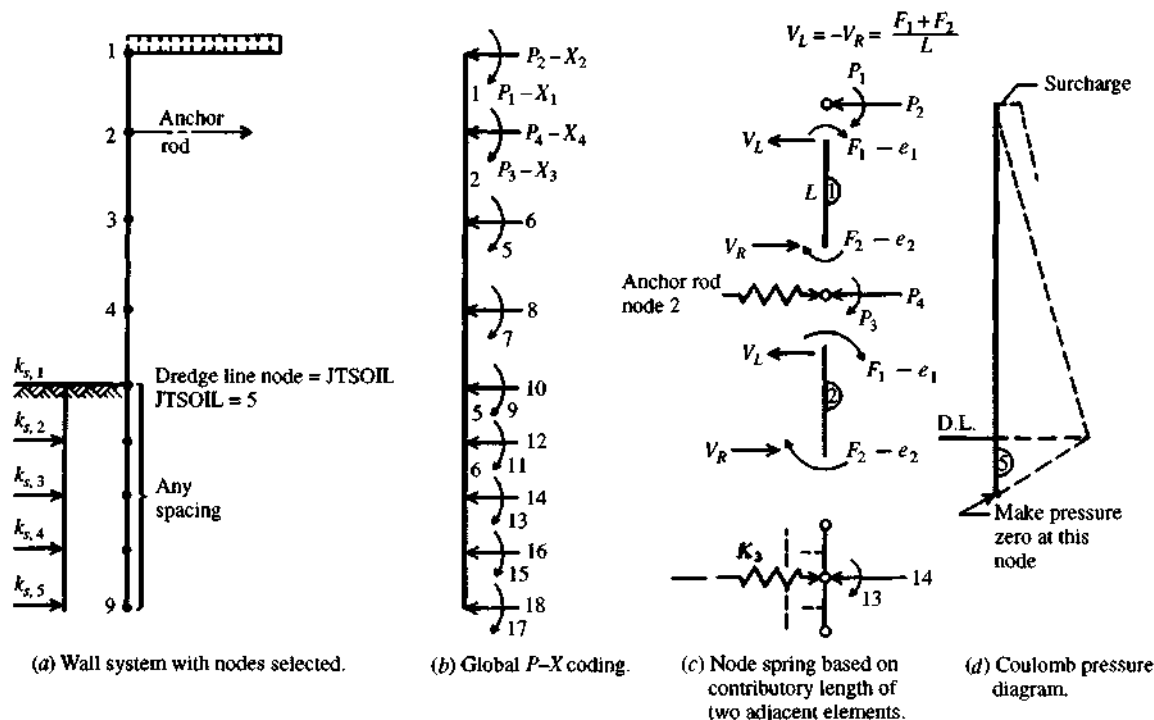 1
Anchor
rod
2
3
4
k_{s, 1}
Dredge line node = JTSOIL
JTSOIL = 5
k_{s, 2}
k_{s, 3}
Any
spacing
k_{s, 4}
k_{s, 5}
9
(a) Wall system with nodes selected.
P_2 – X_2
1 P_1 – X_1
P_4 – X_4
2 P_3 – X_3
6
5
8
7
10
5 9
12
6 11
14
13
16
15
18
17
(b) Global P–X coding.
V_L = –V_R = \frac{F_1 + F_2}{L}
P_1
P_2
V_L
F_1 – e_1
L 1
V_R
F_2 – e_2
Anchor rod
node 2
P_4
P_3
V_L
F_1 – e_1
2
V_R
F_2 – e_2
K_3
14
13
(c) Node spring based on
contributory length of
two adjacent elements.
Surcharge
D.L.
5
Make pressure
zero at this
node
(d) Coulomb pressure
diagram.